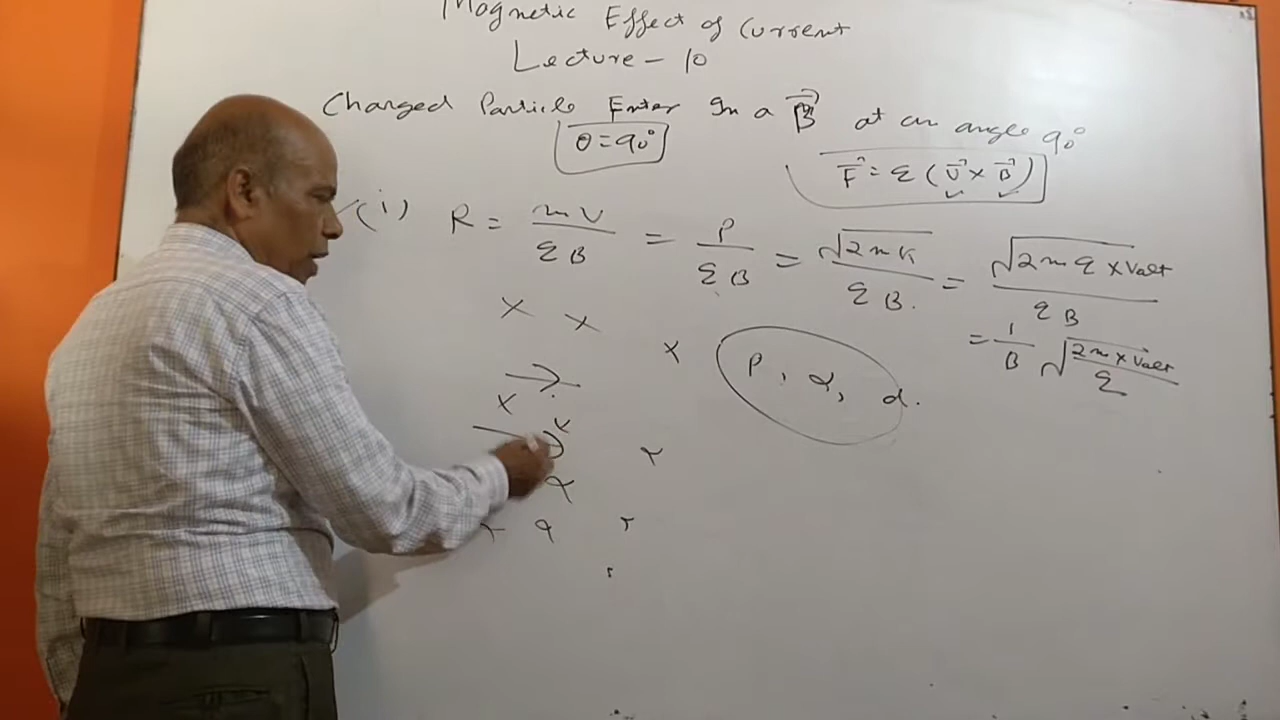 Magnetic Effect of Current
Lecture - 10
Charged Particle Enter In a B⃗ at an angle 90°
θ = 90°
F⃗ = q (v⃗ × B⃗)
(i) R = mv / qB = P / qB = √(2mK) / qB = √(2mq × Volt) / qB
= 1/B √(2m × Volt / q)
x x x
P, α, d.